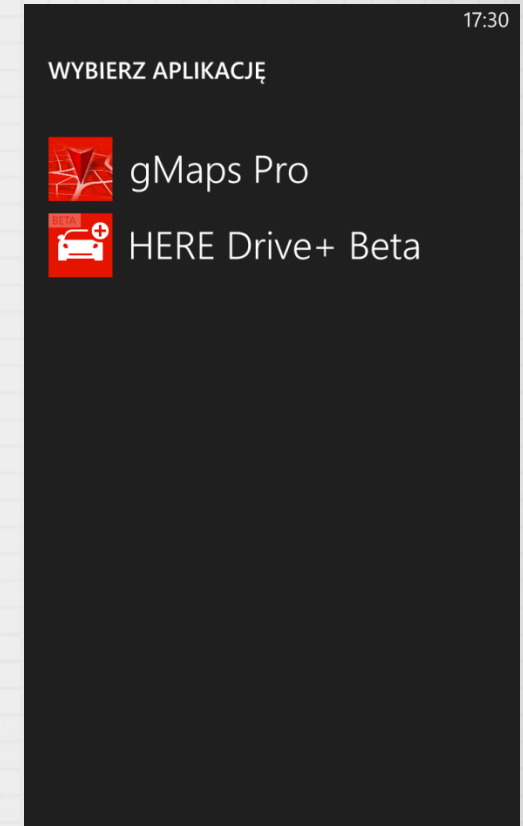 17:30
WYBIERZ APLIKACJĘ
gMaps Pro
BETA
HERE Drive+ Beta